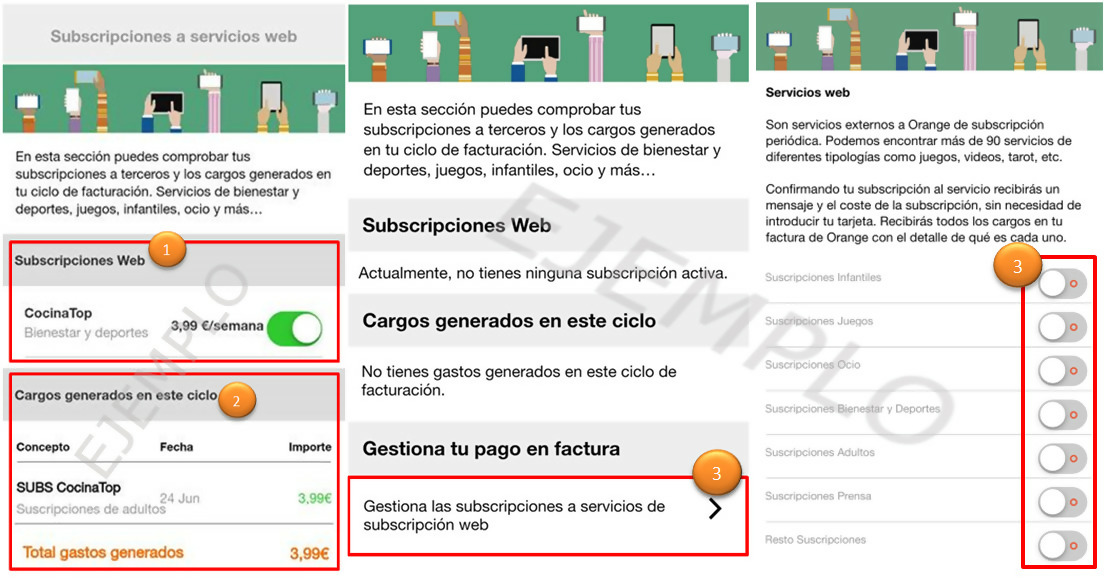 Subscripciones a servicios web
En esta sección puedes comprobar tus
subscripciones a terceros y los cargos generados en
tu ciclo de facturación. Servicios de bienestar y
deportes, juegos, infantiles, ocio y más…
1
Subscripciones Web
CocinaTop
Bienestar y deportes
3,99 €/semana
2
Cargos generados en este ciclo
Concepto Fecha Importe
SUBS CocinaTop
Suscripciones de adultos
24 Jun
3,99€
Total gastos generados 3,99€
EJEMPLO
En esta sección puedes comprobar tus
subscripciones a terceros y los cargos generados
en tu ciclo de facturación. Servicios de bienestar y
deportes, juegos, infantiles, ocio y más…
Subscripciones Web
Actualmente, no tienes ninguna subscripción activa.
Cargos generados en este ciclo
No tienes gastos generados en este ciclo de
facturación.
Gestiona tu pago en factura
3
Gestiona las subscripciones a servicios de
subscripción web
EJEMPLO
Servicios web
Son servicios externos a Orange de subscripción
periódica. Podemos encontrar más de 90 servicios de
diferentes tipologías como juegos, videos, tarot, etc.
Confirmando tu subscripción al servicio recibirás un
mensaje y el coste de la subscripción, sin necesidad de
introducir tu tarjeta. Recibirás todos los cargos en tu
factura de Orange con el detalle de qué es cada uno.
3
Suscripciones Infantiles
Suscripciones Juegos
Suscripciones Ocio
Suscripciones Bienestar y Deportes
Suscripciones Adultos
Suscripciones Prensa
Resto Suscripciones